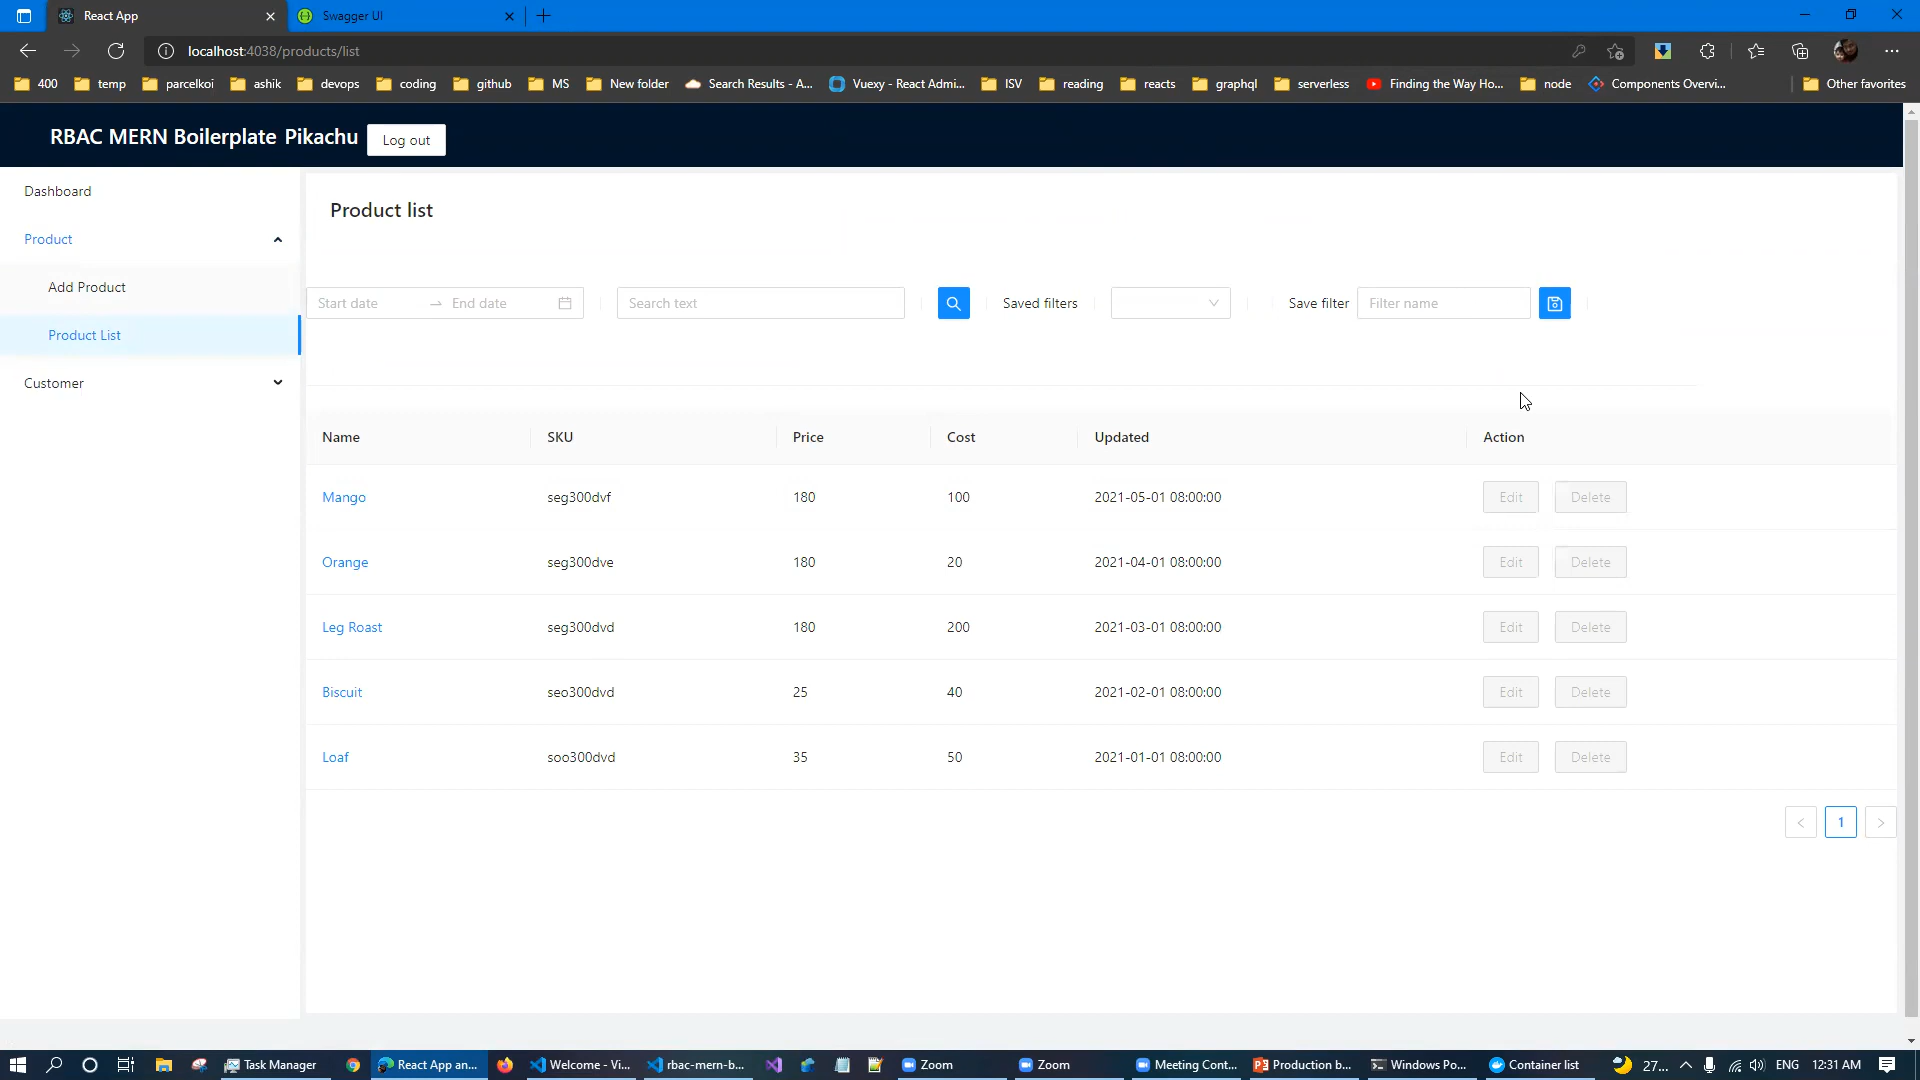 React App
Swagger UI
localhost:4038/products/list
400
temp
parcelkoi
ashik
devops
coding
github
MS
New folder
Search Results - A...
Vuexy - React Admi...
ISV
reading
reacts
graphql
serverless
Finding the Way Ho...
node
Components Overvi...
Other favorites
RBAC MERN Boilerplate Pikachu
Log out
Dashboard
Product
Add Product
Product List
Customer
Product list
Start date
End date
Search text
Saved filters
Save filter
Filter name
Name SKU Price Cost Updated Action
Mango seg300dvf 180 100 2021-05-01 08:00:00 Edit Delete
Orange seg300dve 180 20 2021-04-01 08:00:00 Edit Delete
Leg Roast seg300dvd 180 200 2021-03-01 08:00:00 Edit Delete
Biscuit seo300dvd 25 40 2021-02-01 08:00:00 Edit Delete
Loaf soo300dvd 35 50 2021-01-01 08:00:00 Edit Delete
< 1 >
Task Manager
React App an...
Welcome - Vi...
rbac-mern-b...
Zoom
Zoom
Meeting Cont...
Production b...
Windows Po...
Container list
27...
ENG
12:31 AM